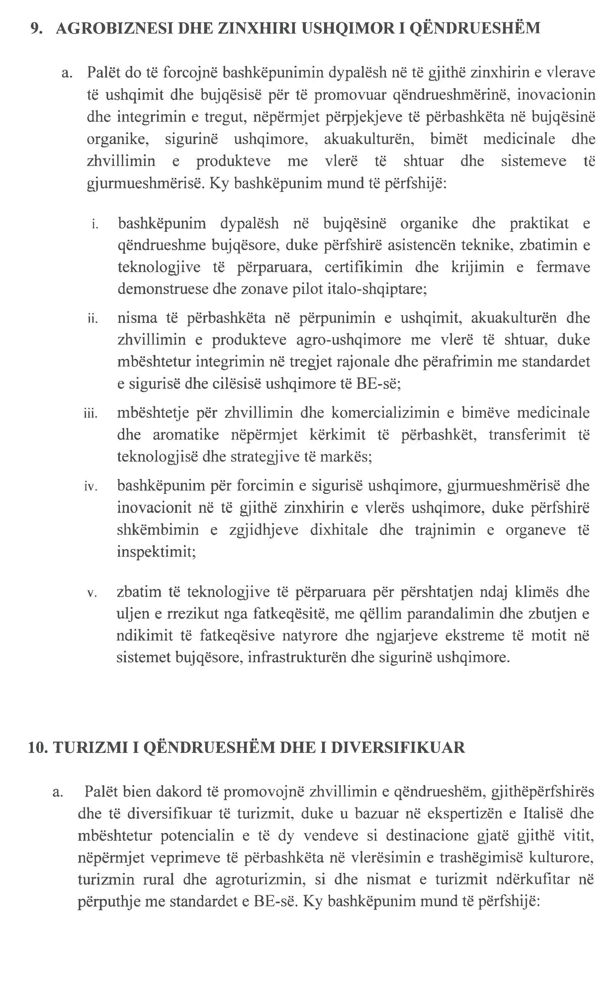 9. AGROBIZNESI DHE ZINXHIRI USHQIMOR I QËNDRUESHËM
a. Palët do të forcojnë bashkëpunimin dypalësh në të gjithë zinxhirin e vlerave
të ushqimit dhe bujqësisë për të promovuar qëndrueshmërinë, inovacionin
dhe integrimin e tregut, nëpërmjet përpjekjeve të përbashkëta në bujqësinë
organike, sigurinë ushqimore, akuakulturën, bimët medicinale dhe
zhvillimin e produkteve me vlerë të shtuar dhe sistemeve të
gjurmueshmërisë. Ky bashkëpunim mund të përfshijë:
i. bashkëpunim dypalësh në bujqësinë organike dhe praktikat e
qëndrueshme bujqësore, duke përfshirë asistencën teknike, zbatimin e
teknologjive të përparuara, certifikimin dhe krijimin e fermave
demonstruese dhe zonave pilot italo-shqiptare;
ii. nisma të përbashkëta në përpunimin e ushqimit, akuakulturën dhe
zhvillimin e produkteve agro-ushqimore me vlerë të shtuar, duke
mbështetur integrimin në tregjet rajonale dhe përafrimin me standardet
e sigurisë dhe cilësisë ushqimore të BE-së;
iii. mbështetje për zhvillimin dhe komercializimin e bimëve medicinale
dhe aromatike nëpërmjet kërkimit të përbashkët, transferimit të
teknologjisë dhe strategjive të markës;
iv. bashkëpunim për forcimin e sigurisë ushqimore, gjurmueshmërisë dhe
inovacionit në të gjithë zinxhirin e vlerës ushqimore, duke përfshirë
shkëmbimin e zgjidhjeve dixhitale dhe trajnimin e organeve të
inspektimit;
v. zbatim të teknologjive të përparuara për përshtatjen ndaj klimës dhe
uljen e rrezikut nga fatkeqësitë, me qëllim parandalimin dhe zbutjen e
ndikimit të fatkeqësive natyrore dhe ngjarjeve ekstreme të motit në
sistemet bujqësore, infrastrukturën dhe sigurinë ushqimore.
10. TURIZMI I QËNDRUESHËM DHE I DIVERSIFIKUAR
a. Palët bien dakord të promovojnë zhvillimin e qëndrueshëm, gjithëpërfshirës
dhe të diversifikuar të turizmit, duke u bazuar në ekspertizën e Italisë dhe
mbështetur potencialin e të dy vendeve si destinacione gjatë gjithë vitit,
nëpërmjet veprimeve të përbashkëta në vlerësimin e trashëgimisë kulturore,
turizmin rural dhe agroturizmin, si dhe nismat e turizmit ndërkufitar në
përputhje me standardet e BE-së. Ky bashkëpunim mund të përfshijë: